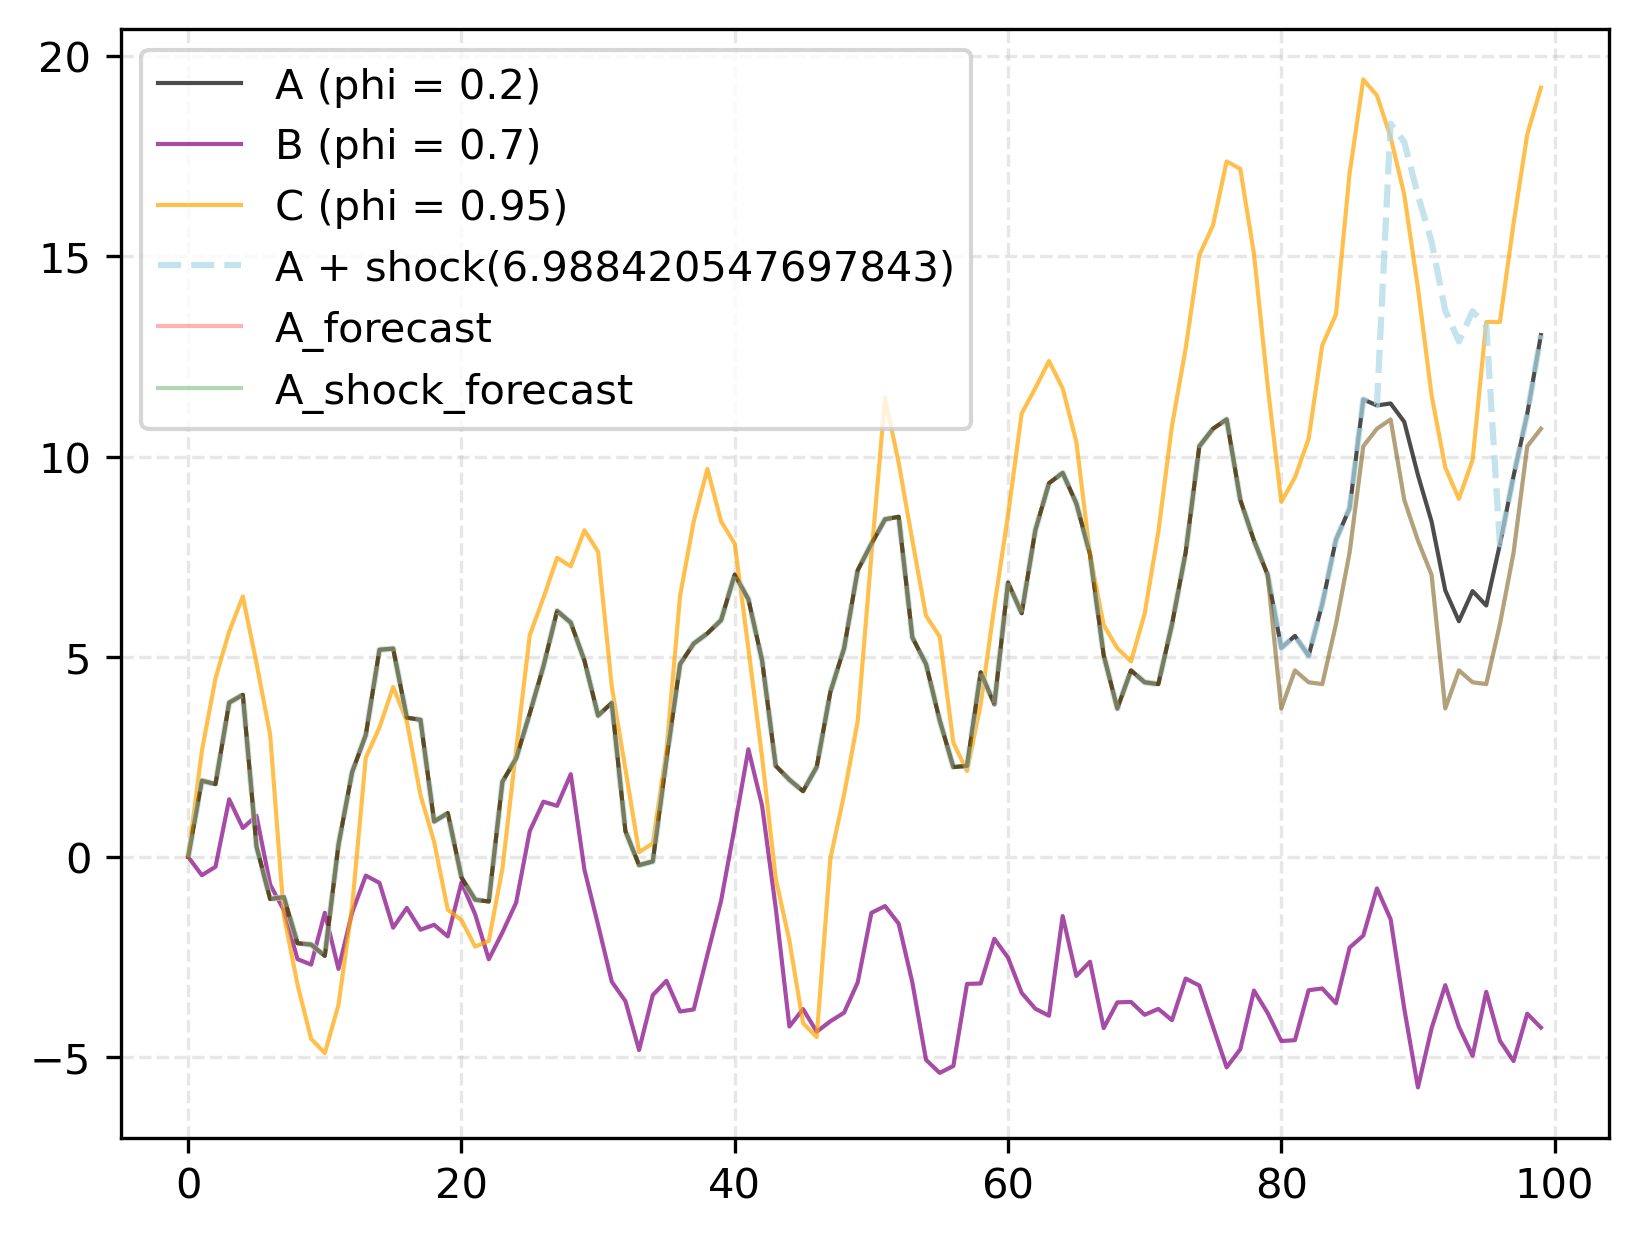 20
15
10
5
0
−5
A (phi = 0.2)
B (phi = 0.7)
C (phi = 0.95)
A + shock(6.988420547697843)
A_forecast
A_shock_forecast
0 20 40 60 80 100